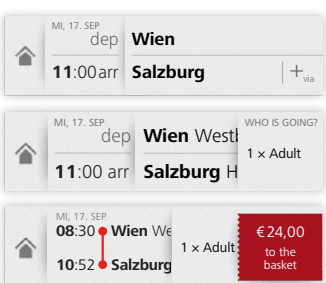 MI, 17. SEP
dep Wien
11:00 arr Salzburg
+ via
MI, 17. SEP
dep Wien Westb
11:00 arr Salzburg H
WHO IS GOING?
1 × Adult
MI, 17. SEP
08:30 Wien We
10:52 Salzburg
1 × Adult
€24,00
to the
basket